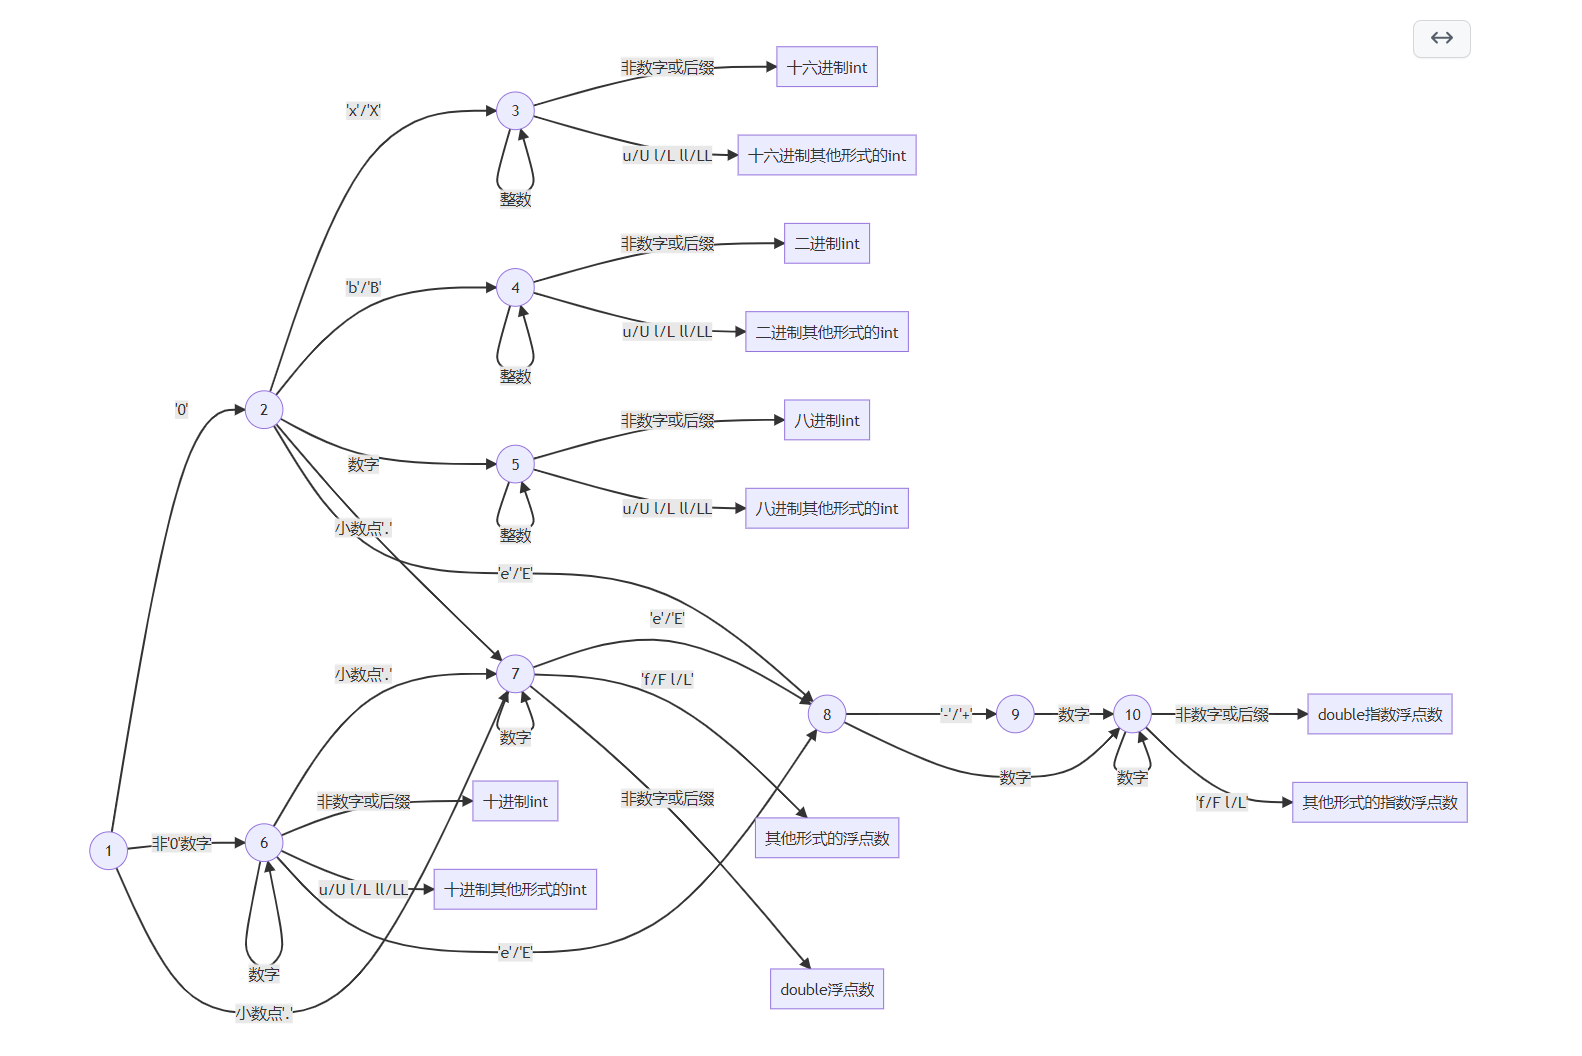 非数字或后缀
十六进制int
'x'/'X'
3
u/U l/L ll/LL
十六进制其他形式的int
整数
非数字或后缀
二进制int
'b'/'B'
4
u/U l/L ll/LL
二进制其他形式的int
整数
'0'
2
非数字或后缀
八进制int
数字
5
u/U l/L ll/LL
八进制其他形式的int
小数点'.'
整数
'e'/'E'
'e'/'E'
小数点'.'
7
'f/F l/L'
8
'-'/'+'
9
数字
10
非数字或后缀
double指数浮点数
数字
数字
数字
非数字或后缀
十进制int
非数字或后缀
'f/F l/L'
其他形式的指数浮点数
1
非'0'数字
6
其他形式的浮点数
u/U l/L ll/LL
十进制其他形式的int
'e'/'E'
数字
double浮点数
小数点'.'